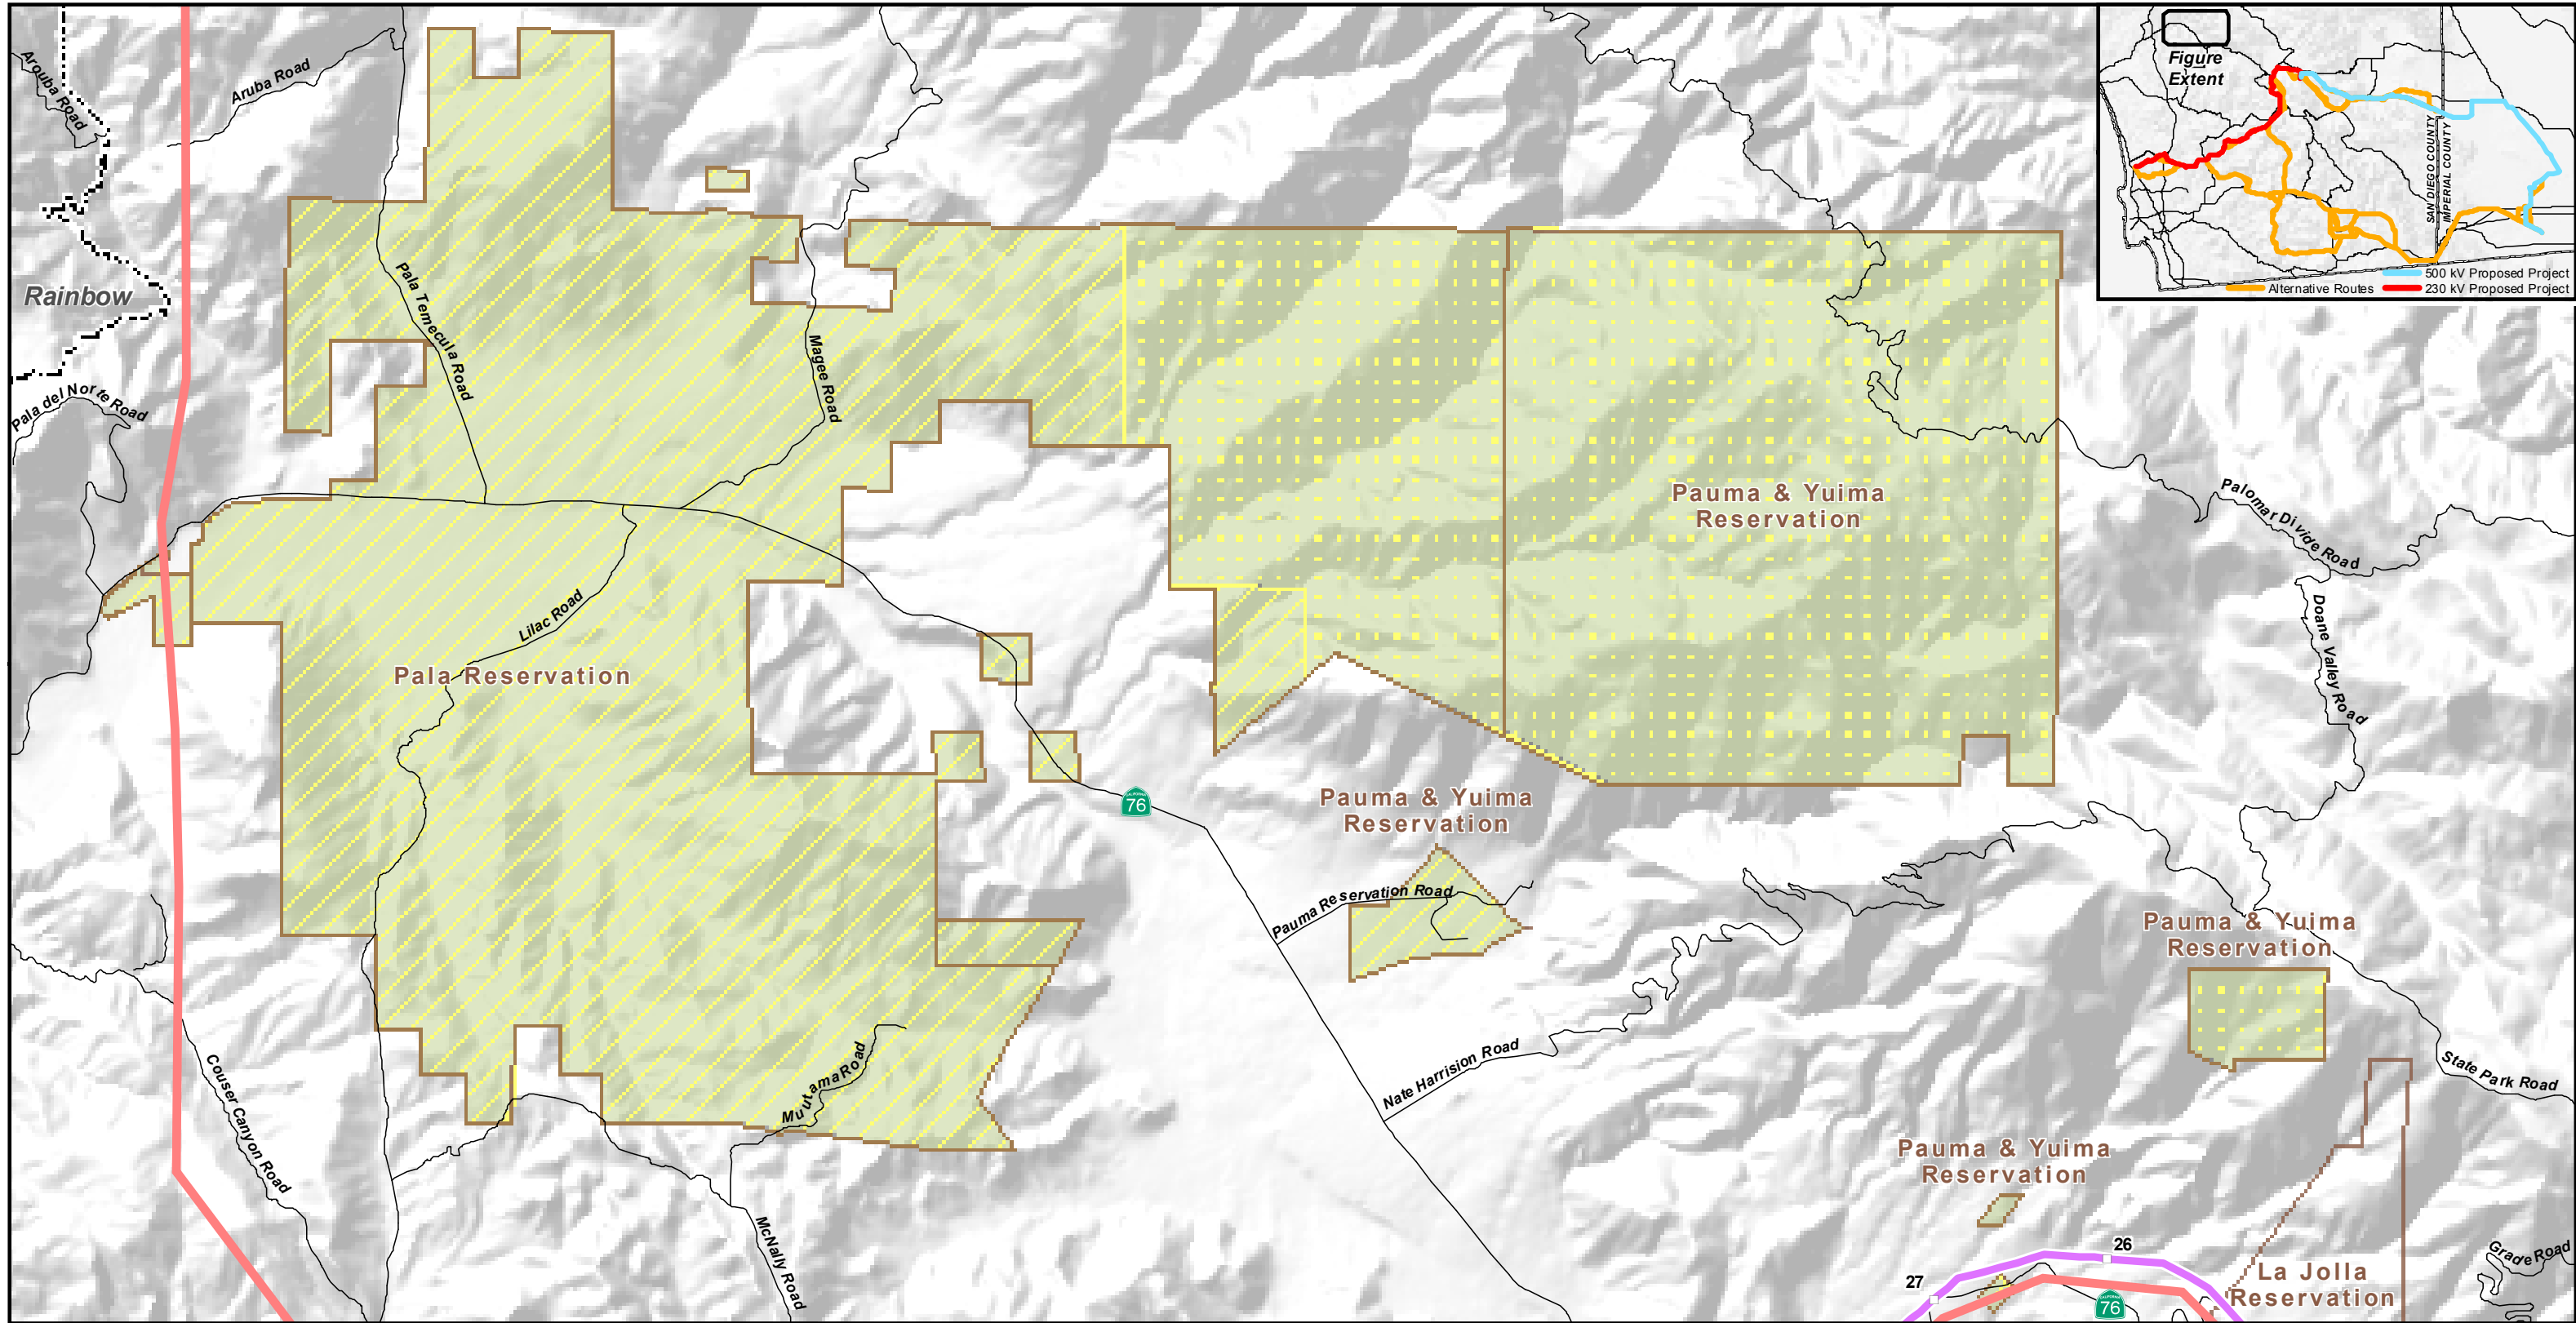 Arouba Road
Aruba Road
Rainbow
Pala del Norte Road
Pala Temecula Road
Magee Road
Lilac Road
Pala Reservation
Pauma & Yuima
Reservation
Palomar Divide Road
Doane Valley Road
CALIFORNIA
76
Pauma & Yuima
Reservation
Pauma Reservation Road
Pauma & Yuima
Reservation
Nate Harrision Road
State Park Road
Muutama Road
Couser Canyon Road
McNally Road
Pauma & Yuima
Reservation
26
27
La Jolla
Reservation
Grade Road
CALIFORNIA
76
Figure
Extent
SAN DIEGO COUNTY
IMPERIAL COUNTY
500 kV Proposed Project
Alternative Routes
230 kV Proposed Project